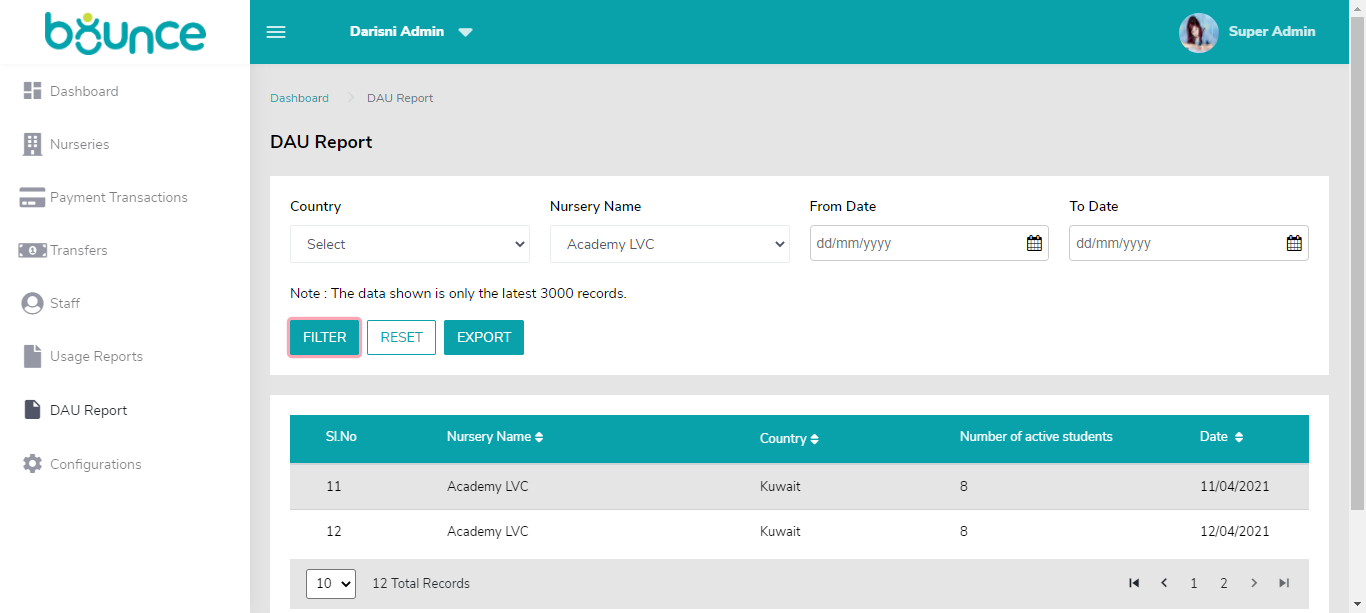 bounce
Darisni Admin
Super Admin
Dashboard
Nurseries
Payment Transactions
Transfers
Staff
Usage Reports
DAU Report
Configurations
Dashboard DAU Report
DAU Report
Country Nursery Name From Date To Date
Select Academy LVC dd/mm/yyyy dd/mm/yyyy
Note : The data shown is only the latest 3000 records.
FILTER RESET EXPORT
Sl.No Nursery Name Country Number of active students Date
11 Academy LVC Kuwait 8 11/04/2021
12 Academy LVC Kuwait 8 12/04/2021
10 12 Total Records 1 2